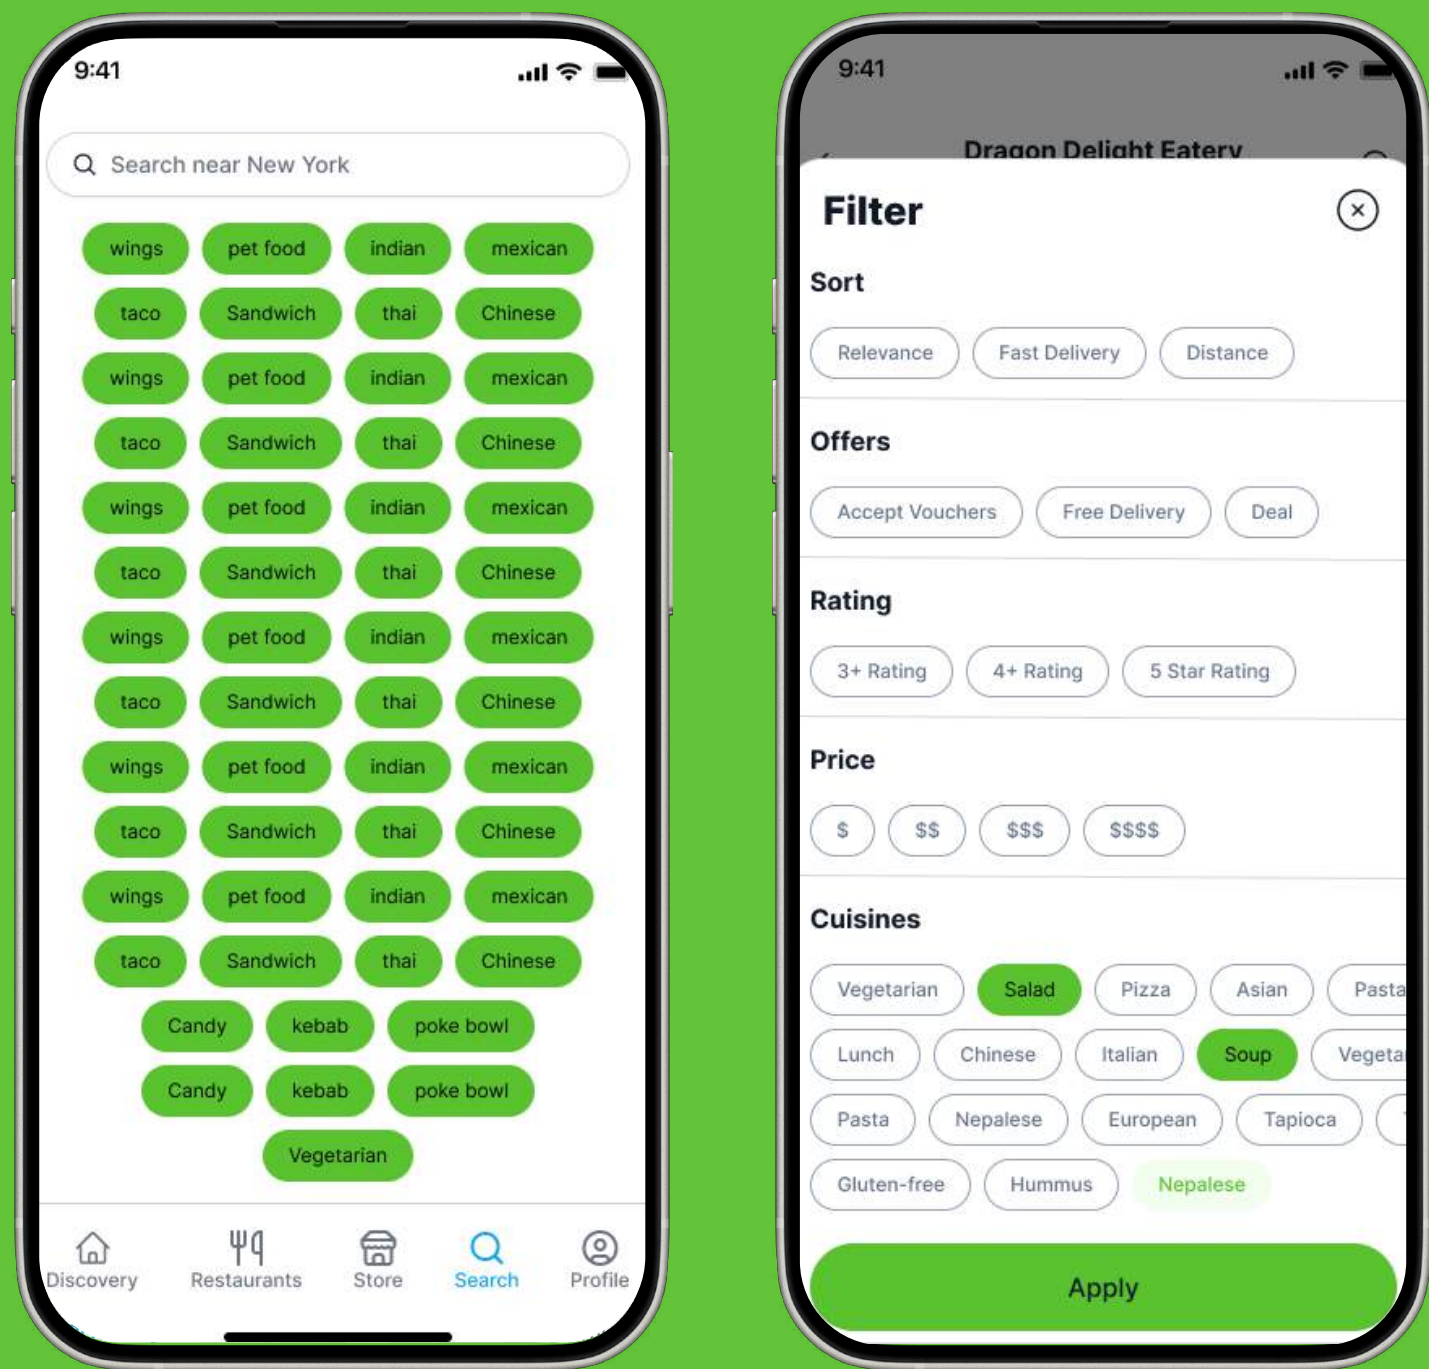 9:41
Search near New York
wings pet food indian mexican
taco Sandwich thai Chinese
wings pet food indian mexican
taco Sandwich thai Chinese
wings pet food indian mexican
taco Sandwich thai Chinese
wings pet food indian mexican
taco Sandwich thai Chinese
wings pet food indian mexican
taco Sandwich thai Chinese
wings pet food indian mexican
taco Sandwich thai Chinese
Candy kebab poke bowl
Candy kebab poke bowl
Vegetarian
Discovery Restaurants Store Search Profile
9:41
Dragon Delight Eatery
Filter
Sort
Relevance Fast Delivery Distance
Offers
Accept Vouchers Free Delivery Deal
Rating
3+ Rating 4+ Rating 5 Star Rating
Price
$ $$ $$$ $$$$
Cuisines
Vegetarian Salad Pizza Asian Pasta
Lunch Chinese Italian Soup Vegeta
Pasta Nepalese European Tapioca
Gluten-free Hummus Nepalese
Apply